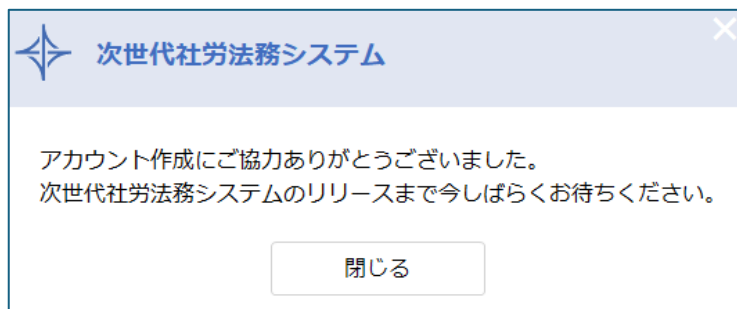 次世代社労法務システム
アカウント作成にご協力ありがとうございました。
次世代社労法務システムのリリースまで今しばらくお待ちください。
閉じる